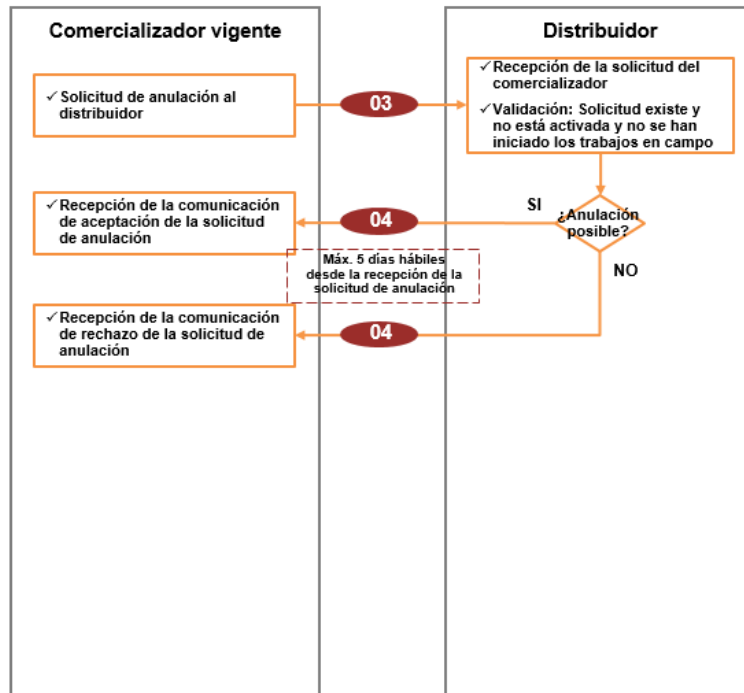 Comercializador vigente
Distribuidor
✓ Solicitud de anulación al
distribuidor
03
✓ Recepción de la solicitud del
comercializador
✓ Validación: Solicitud existe y
no está activada y no se han
iniciado los trabajos en campo
✓ Recepción de la comunicación
de aceptación de la solicitud
de anulación
04
SI
¿Anulación
posible?
Máx. 5 días hábiles
desde la recepción de la
solicitud de anulación
NO
✓ Recepción de la comunicación
de rechazo de la solicitud de
anulación
04